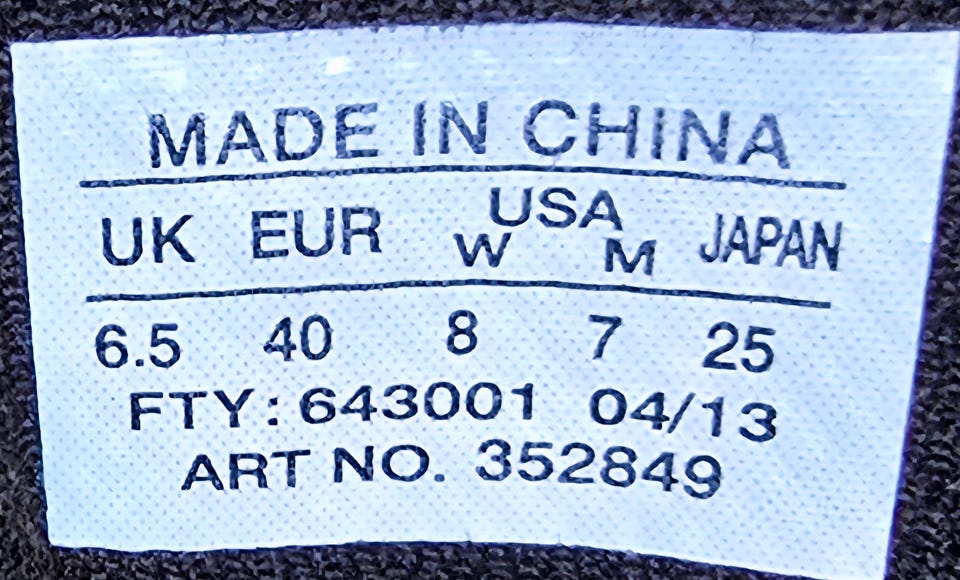 MADE IN CHINA
UK EUR USA W M JAPAN
6.5 40 8 7 25
FTY: 643001 04/13
ART NO. 352849